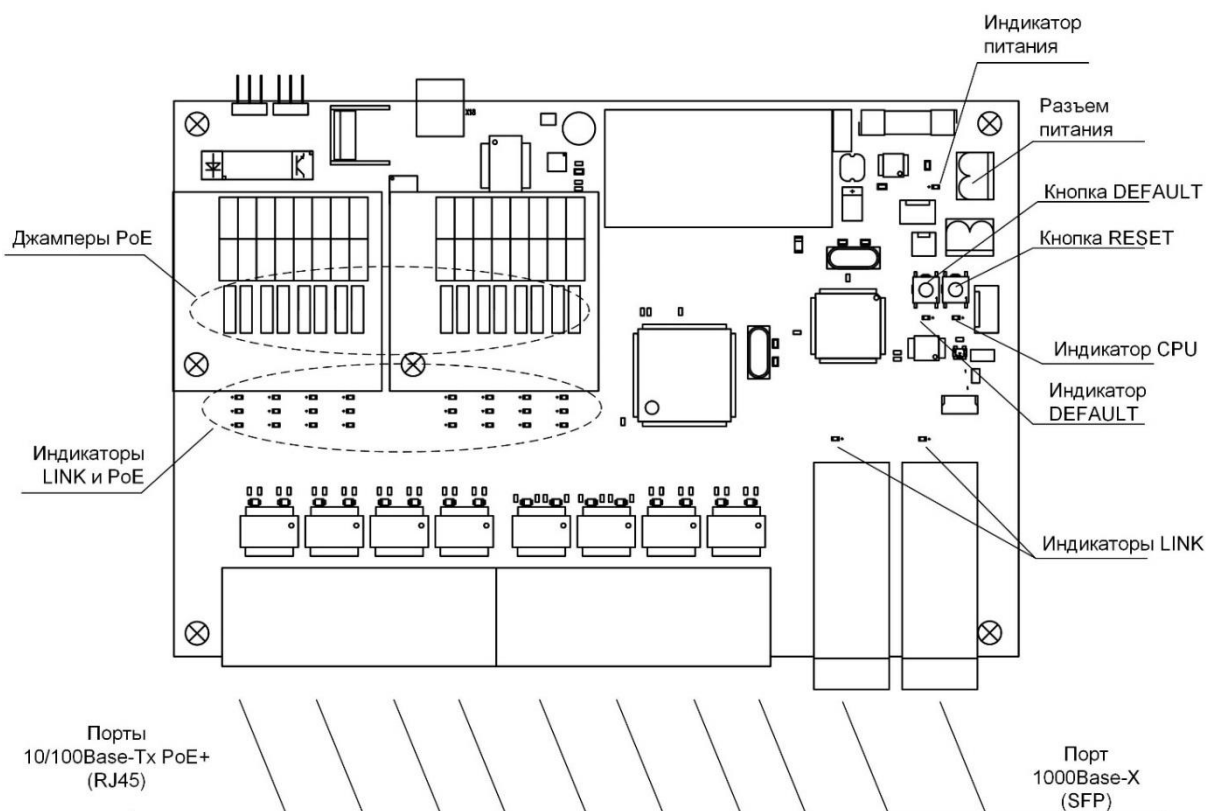 Индикатор
питания
Разъем
питания
Кнопка DEFAULT
Кнопка RESET
Джамперы PoE
Индикатор CPU
Индикатор
DEFAULT
Индикаторы
LINK и PoE
Индикаторы LINK
Порты
10/100Base-Tx PoE+
(RJ45)
Порт
1000Base-X
(SFP)